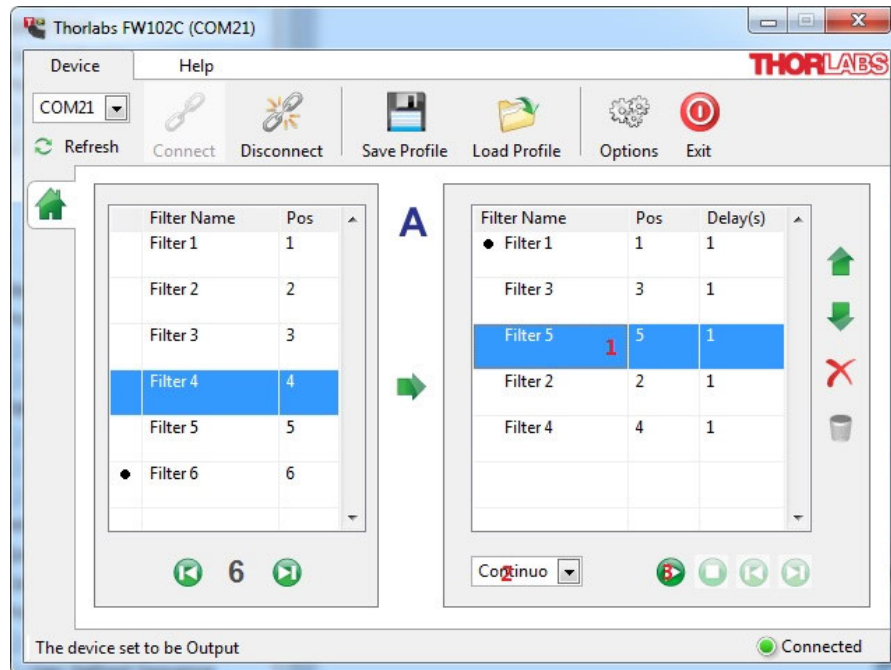 Thorlabs FW102C (COM21)
Device Help THORLABS
COM21
Refresh Connect Disconnect Save Profile Load Profile Options Exit
A
Filter Name Pos
Filter 1 1
Filter 2 2
Filter 3 3
Filter 4 4
Filter 5 5
Filter 6 6
6
Filter Name Pos Delay(s)
Filter 1 1 1
Filter 3 3 1
Filter 5 1 5 1
Filter 2 2 1
Filter 4 4 1
Continuo 2 3
The device set to be Output Connected